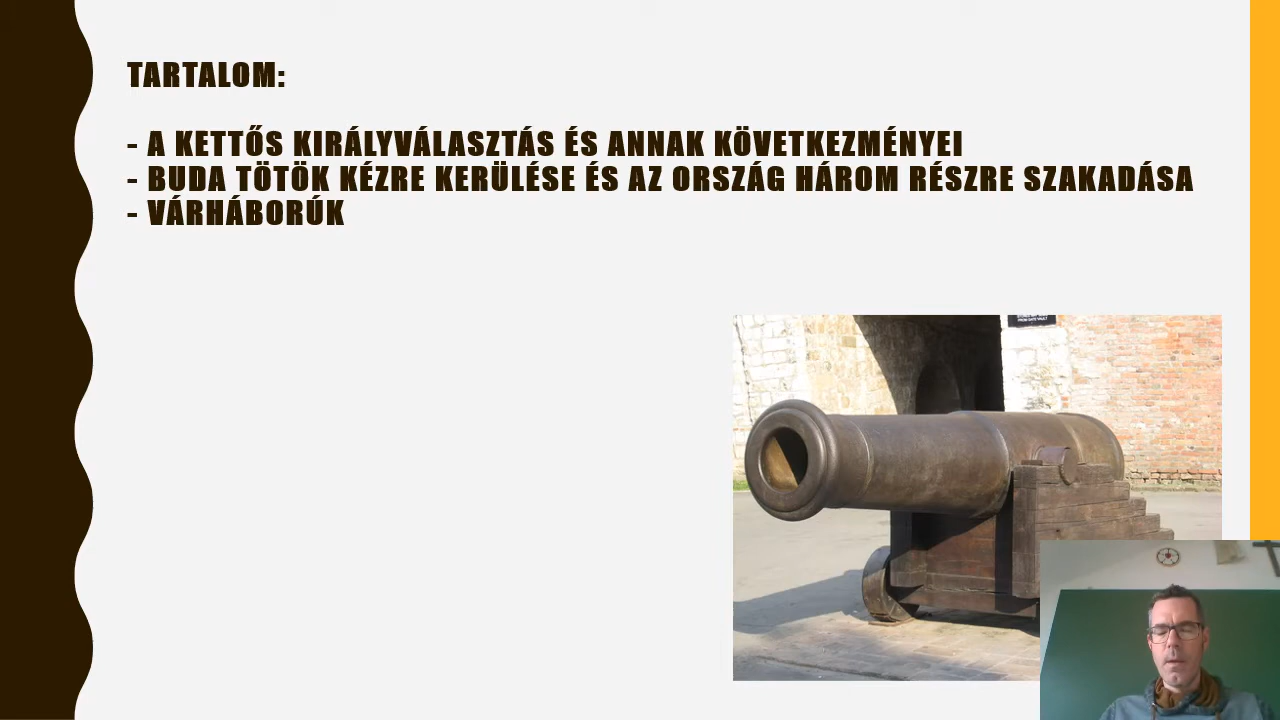 TARTALOM:
- A KETTŐS KIRÁLYVÁLASZTÁS ÉS ANNAK KÖVETKEZMÉNYEI
- BUDA TÖTÖK KÉZRE KERÜLÉSE ÉS AZ ORSZÁG HÁROM RÉSZRE SZAKADÁSA
- VÁRHÁBORÚK